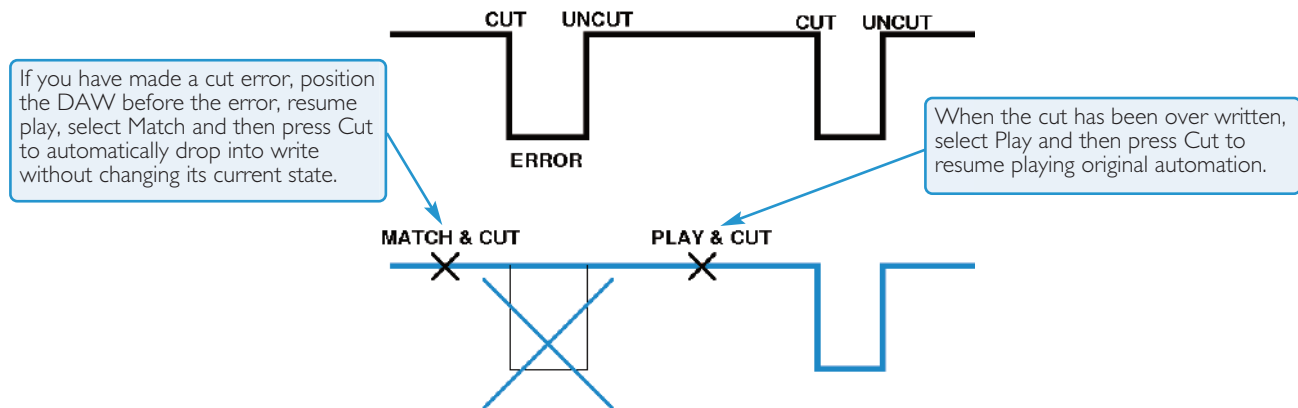 CUT UNCUT CUT UNCUT
If you have made a cut error, position
the DAW before the error, resume
play, select Match and then press Cut
to automatically drop into write
without changing its current state.
When the cut has been over written,
select Play and then press Cut to
resume playing original automation.
ERROR
MATCH & CUT PLAY & CUT